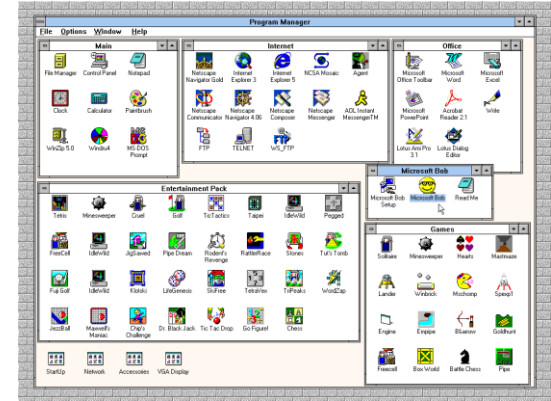 Program Manager
File Options Window Help
Main
File Manager Control Panel Notepad
Clock Calculator Paintbrush
WinZip 5.0 Windsv4 MS-DOS Prompt
Internet
Netscape Navigator Gold Internet Explorer 3 Internet Explorer 5 NCSA Mosaic Agent
Netscape Communicator Netscape Navigator 4.06 Netscape Composer Netscape Messenger AOL Instant MessengerTM
FTP TELNET WS_FTP
Office
Microsoft Office Toolbar Microsoft Word Microsoft Excel
Microsoft PowerPoint Acrobat Reader 2.1 Write
Lotus Ami Pro 3.1 Lotus Dialog Editor
Microsoft Bob
Microsoft Bob Setup Microsoft Bob Read Me
Entertainment Pack
Tetris Minesweeper Cruel Golf TicTactics Taipei IdleWild Pegged
FreeCell IdleWild JigSawed Pipe Dream Rodent's Revenge RattlerRace Stones Tut's Tomb
Fuji Golf IdleWild Klotski LifeGenesis SkiFree TetraVex TriPeaks WordZap
JezzBall Maxwell's Maniac Chip's Challenge Dr. Black Jack Tic Tac Drop Go Figure! Chess
Games
Solitaire Minesweeper Hearts Mastmaze
Lander Winbrick Mschomp Spexp1
Engine Empipe Goldhunt
Freecell Box World Battle Chess Pipe
StartUp Network Accessories VGA Display